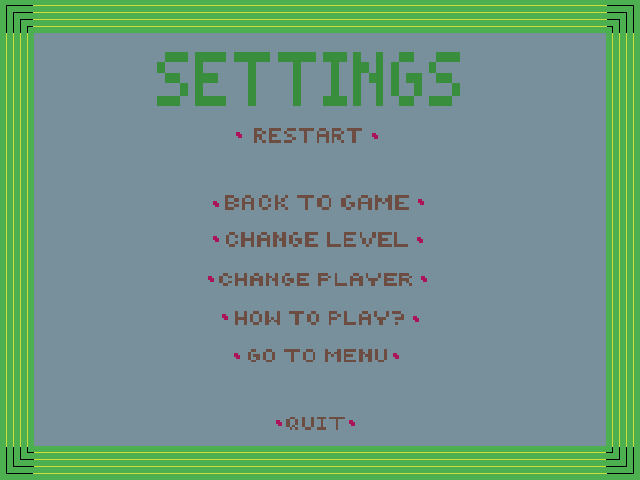 SETTINGS
RESTART
BACK TO GAME
CHANGE LEVEL
CHANGE PLAYER
HOW TO PLAY?
GO TO MENU
QUIT